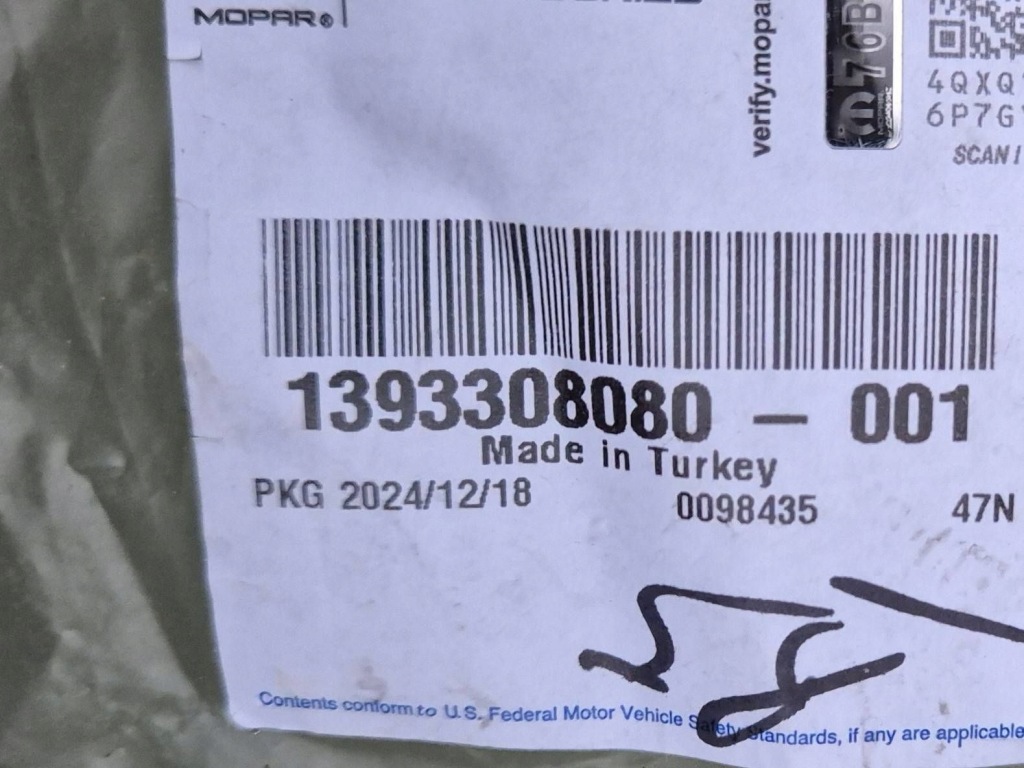 MOPAR®
verify.mopa
76B
4QXQ
6P7G
SCAN
1393308080 – 001
Made in Turkey
PKG 2024/12/18 0098435 47N
Contents conform to U.S. Federal Motor Vehicle Safety Standards, if any are applicable